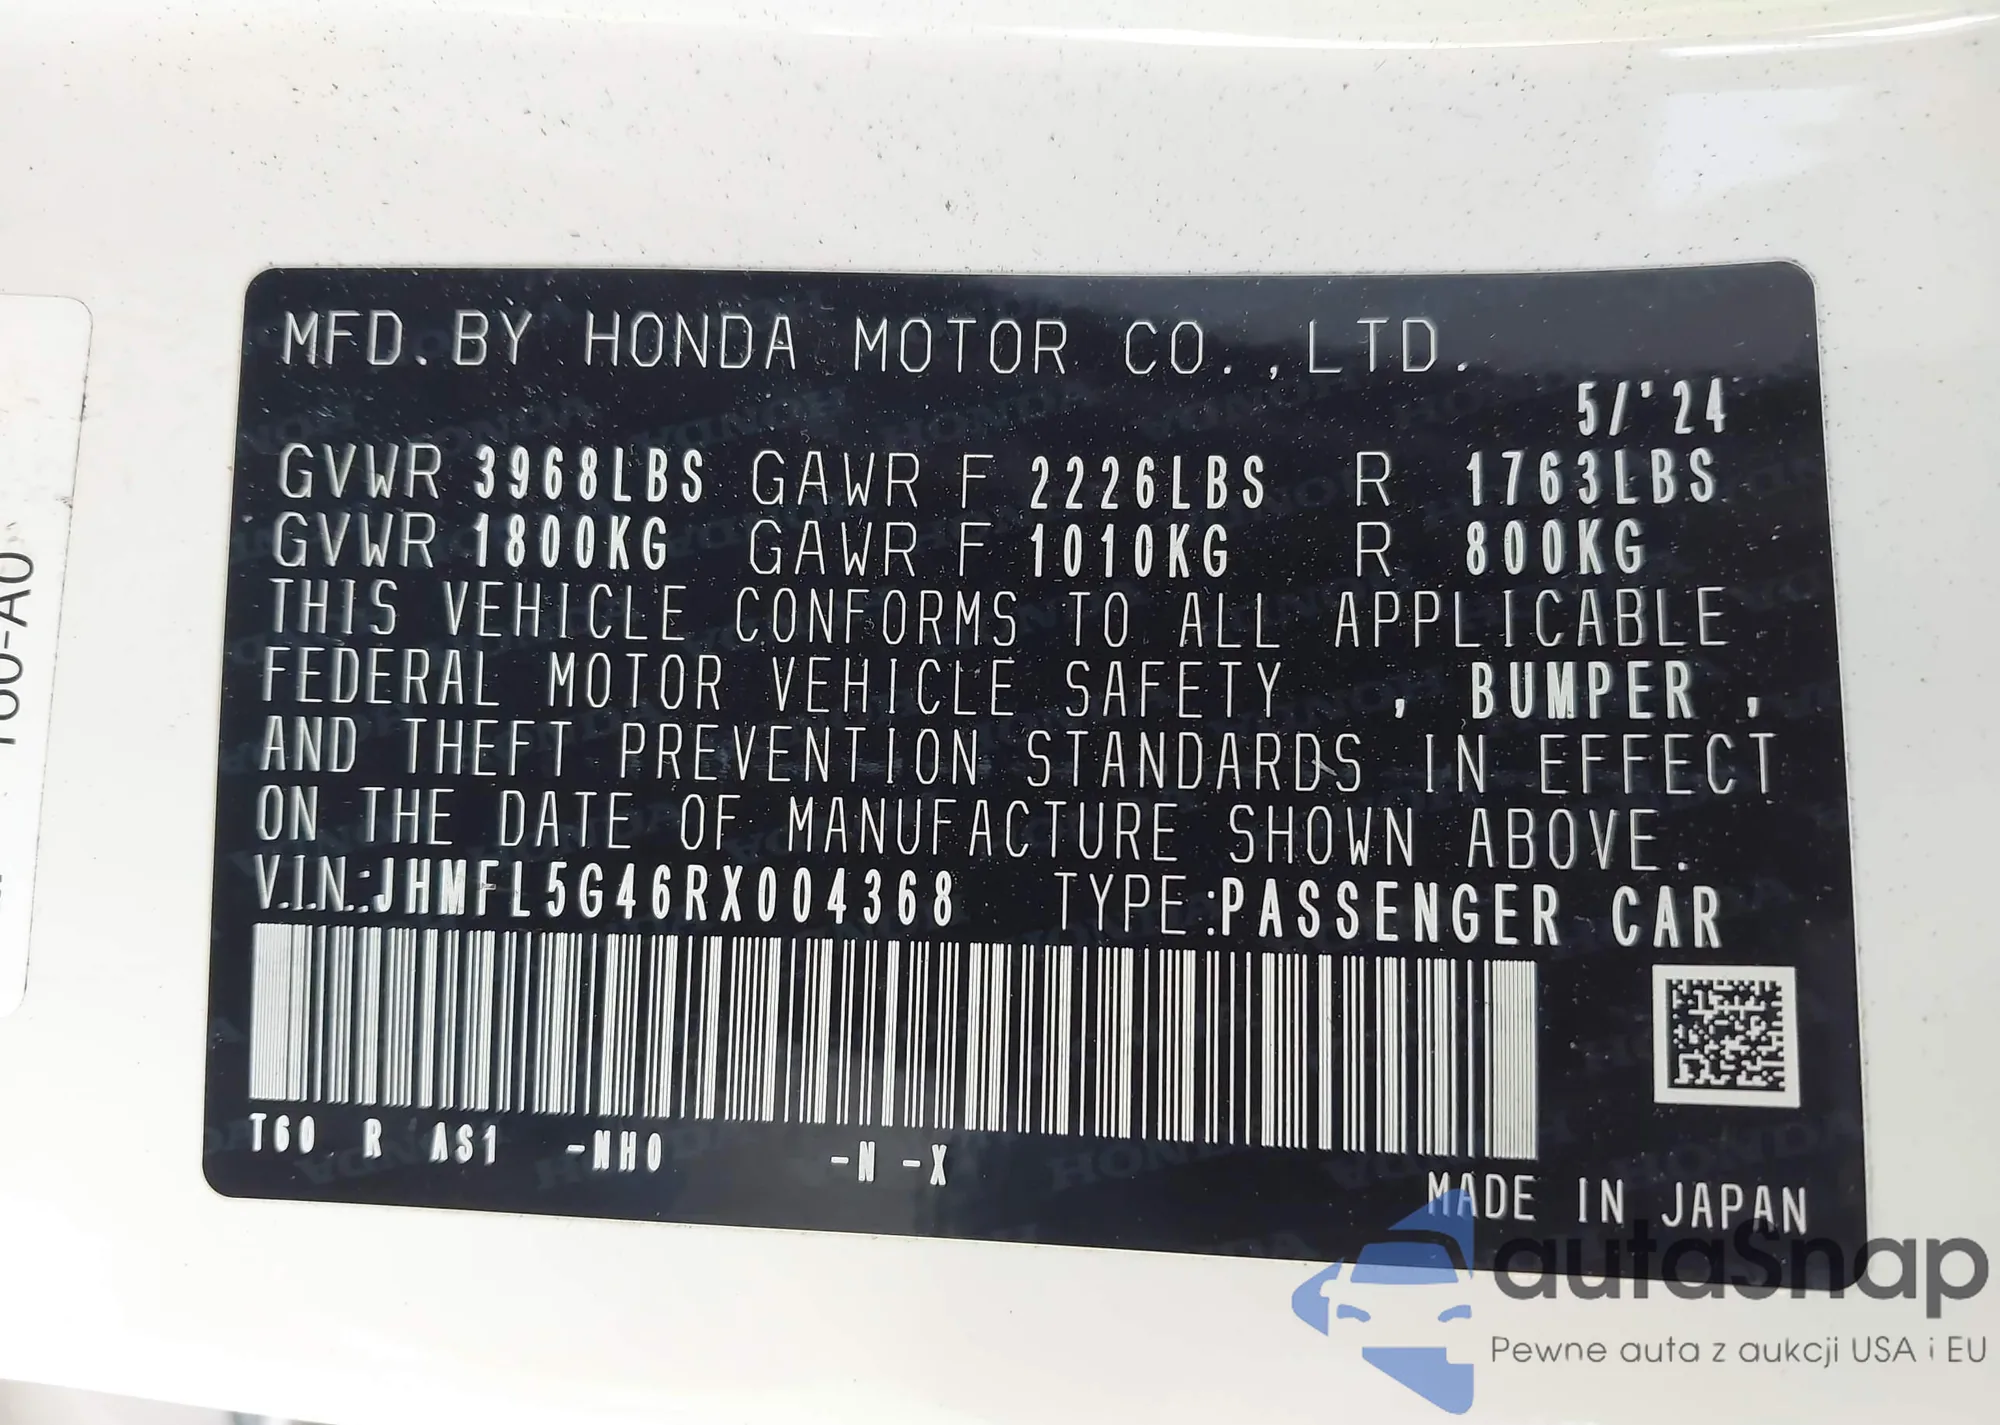 MFD. BY HONDA MOTOR CO., LTD.
5/'24
GVWR 3968LBS GAWR F 2226LBS R 1763LBS
GVWR 1800KG GAWR F 1010KG R 800KG
THIS VEHICLE CONFORMS TO ALL APPLICABLE
FEDERAL MOTOR VEHICLE SAFETY , BUMPER ,
AND THEFT PREVENTION STANDARDS IN EFFECT
ON THE DATE OF MANUFACTURE SHOWN ABOVE.
V.I.N.:JHMFL5G46RX004368 TYPE:PASSENGER CAR
T60 R AS1 -NH0 -N -X
MADE IN JAPAN
autaSnap
Pewne auta z aukcji USA i EU